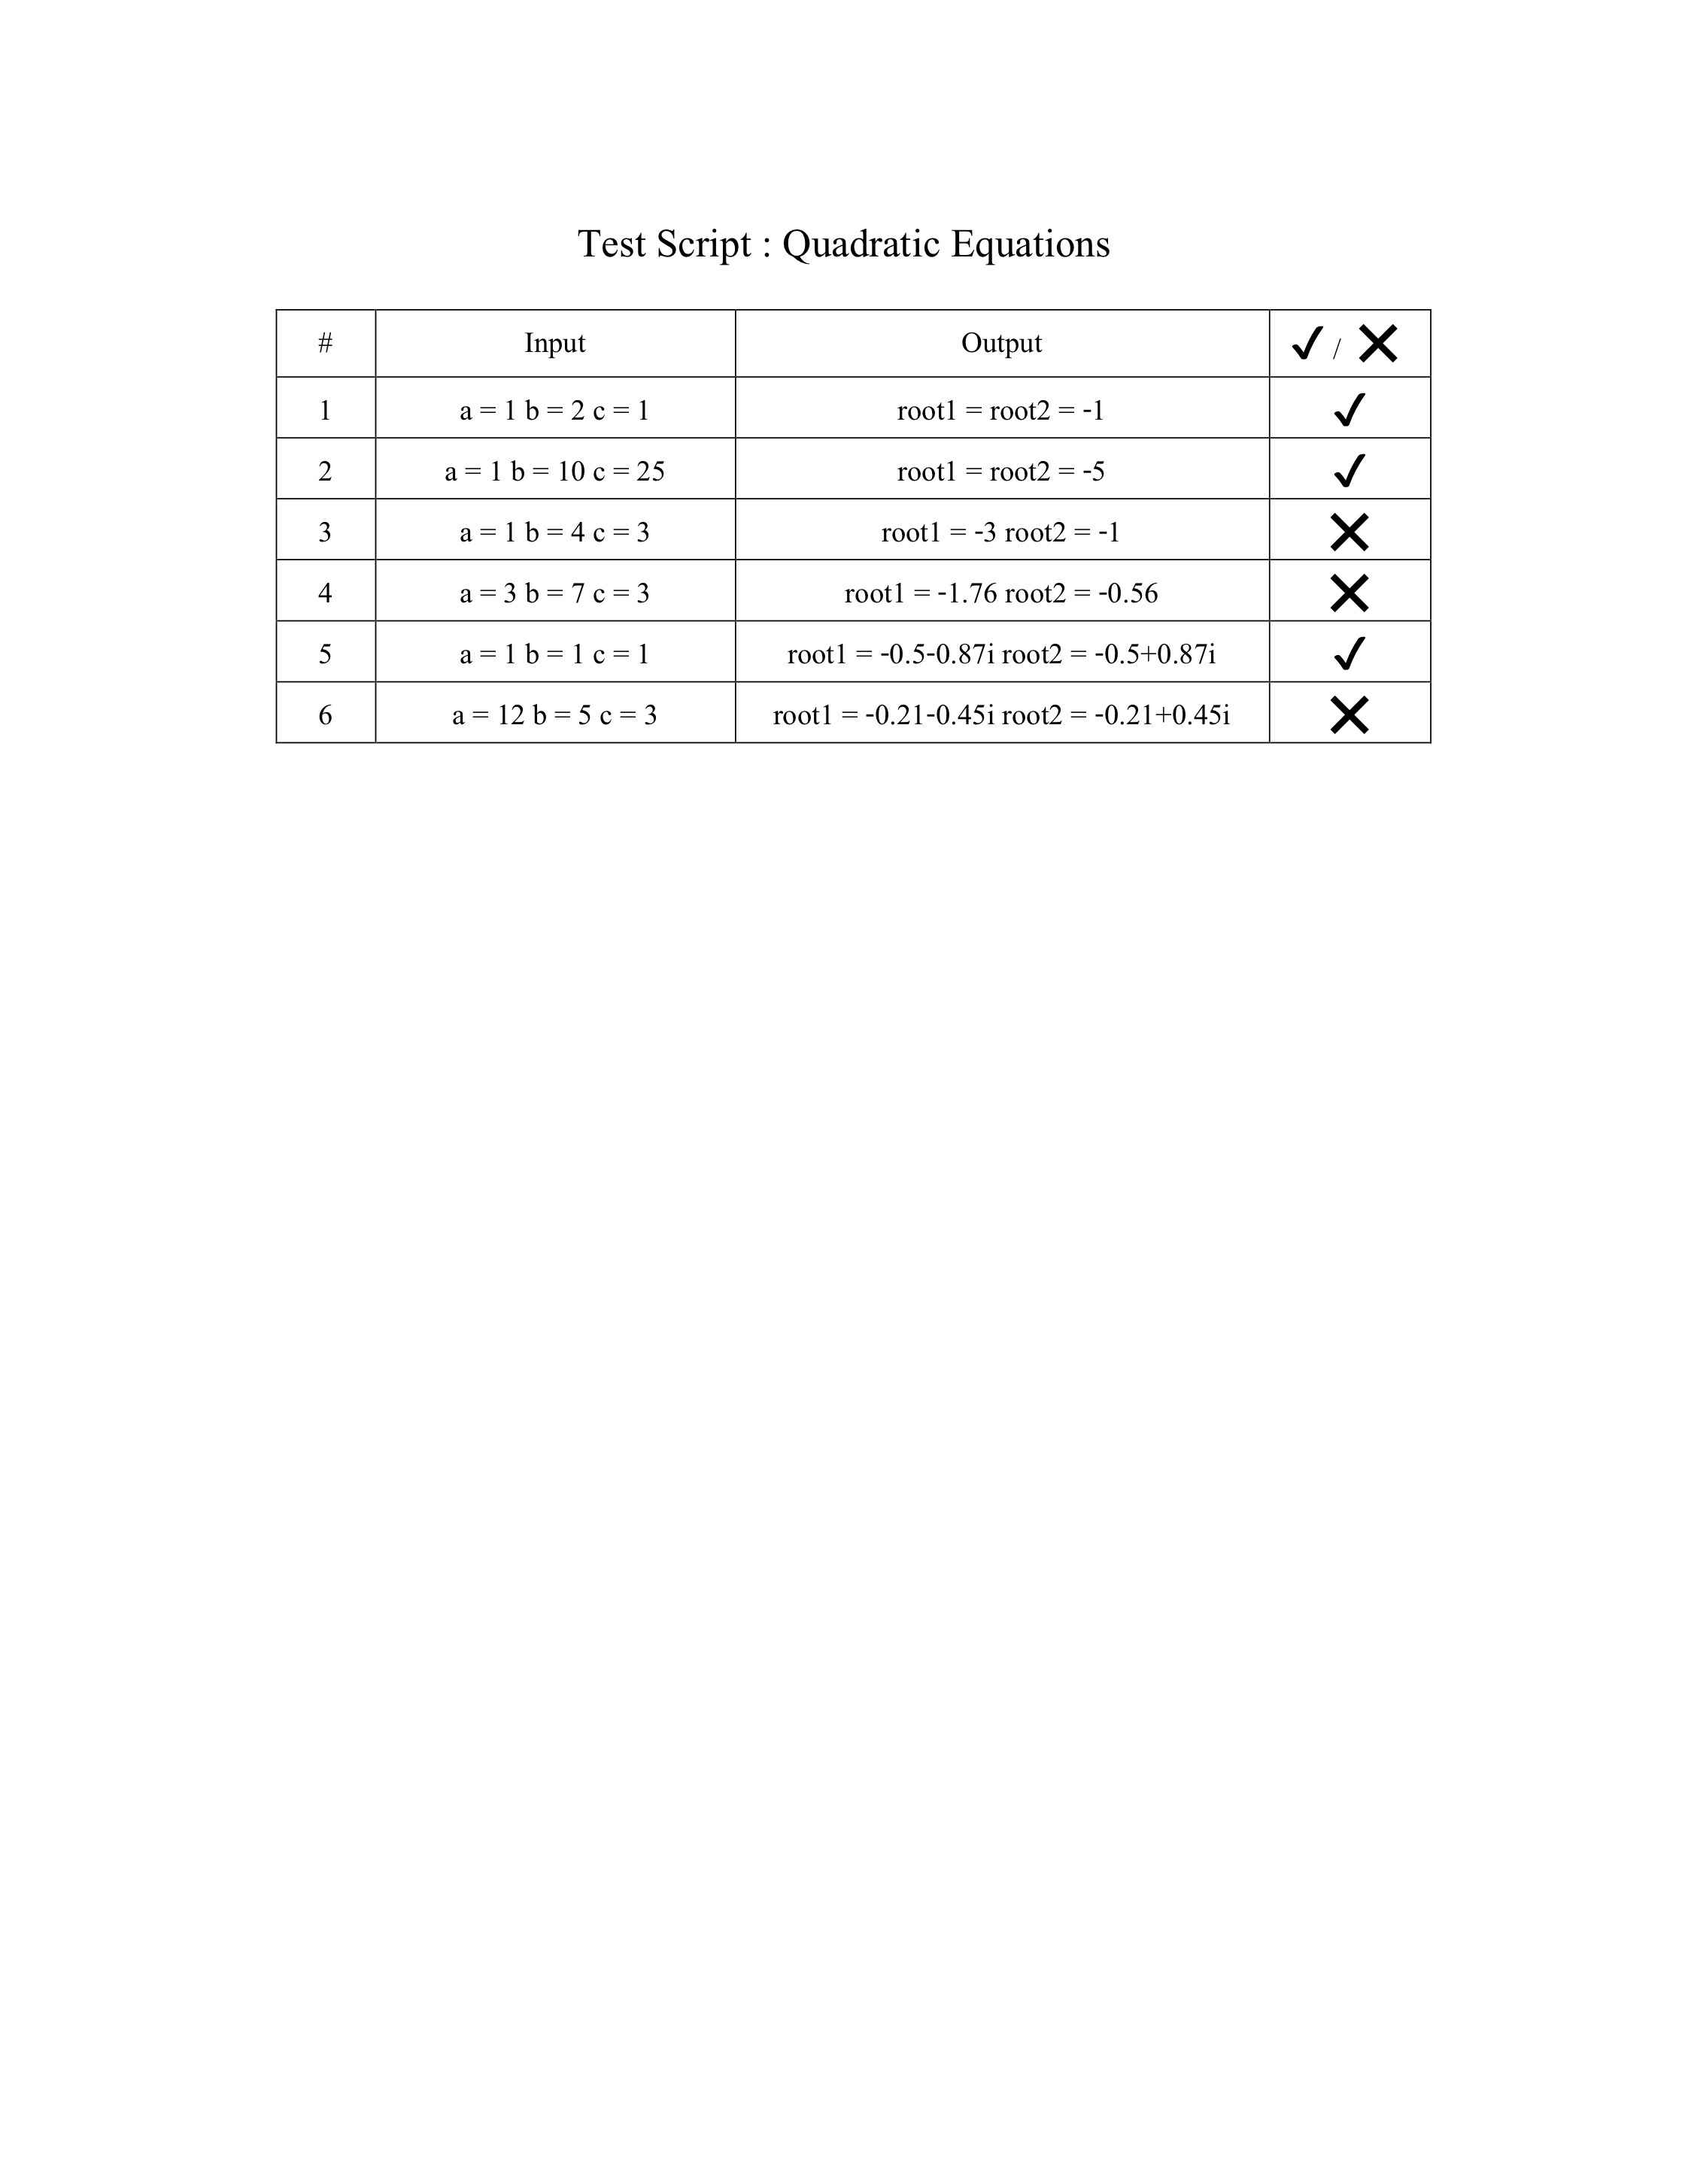 Test Script : Quadratic Equations
# Input Output ✓ / ✕
1 a = 1 b = 2 c = 1 root1 = root2 = -1 ✓
2 a = 1 b = 10 c = 25 root1 = root2 = -5 ✓
3 a = 1 b = 4 c = 3 root1 = -3 root2 = -1 ✕
4 a = 3 b = 7 c = 3 root1 = -1.76 root2 = -0.56 ✕
5 a = 1 b = 1 c = 1 root1 = -0.5-0.87i root2 = -0.5+0.87i ✓
6 a = 12 b = 5 c = 3 root1 = -0.21-0.45i root2 = -0.21+0.45i ✕